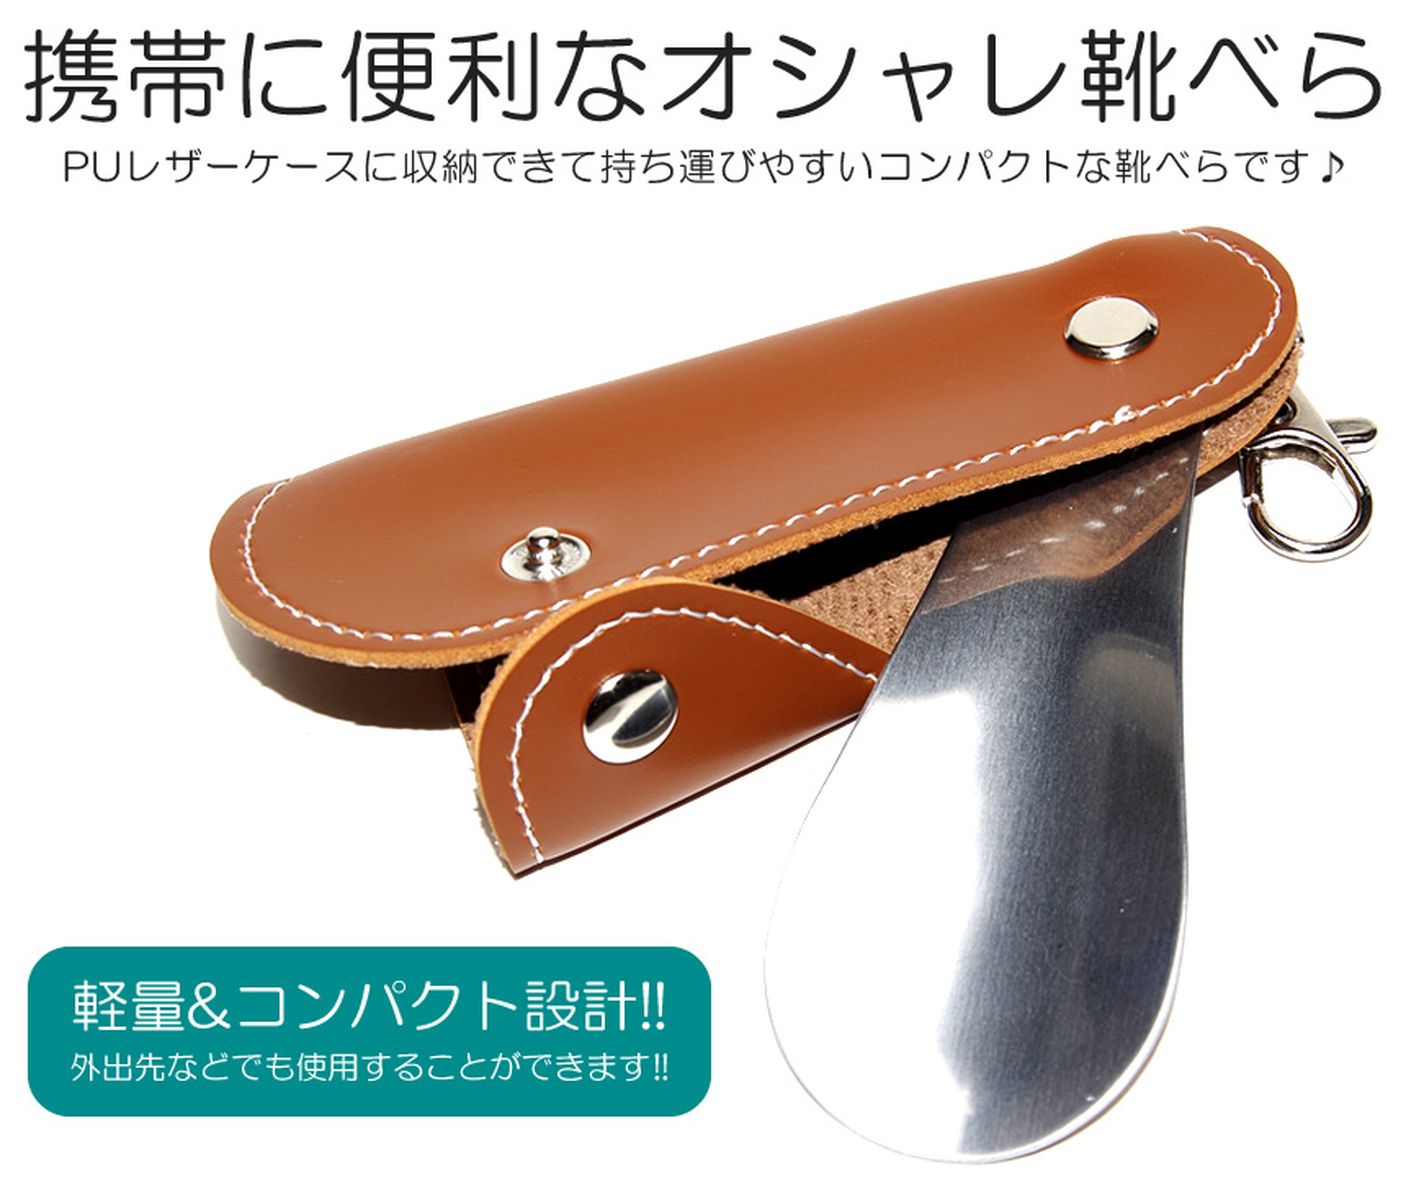 携帯に便利なオシャレ靴べら
PUレザーケースに収納できて持ち運びやすいコンパクトな靴べらです♪
軽量&コンパクト設計!!
外出先などでも使用することができます!!